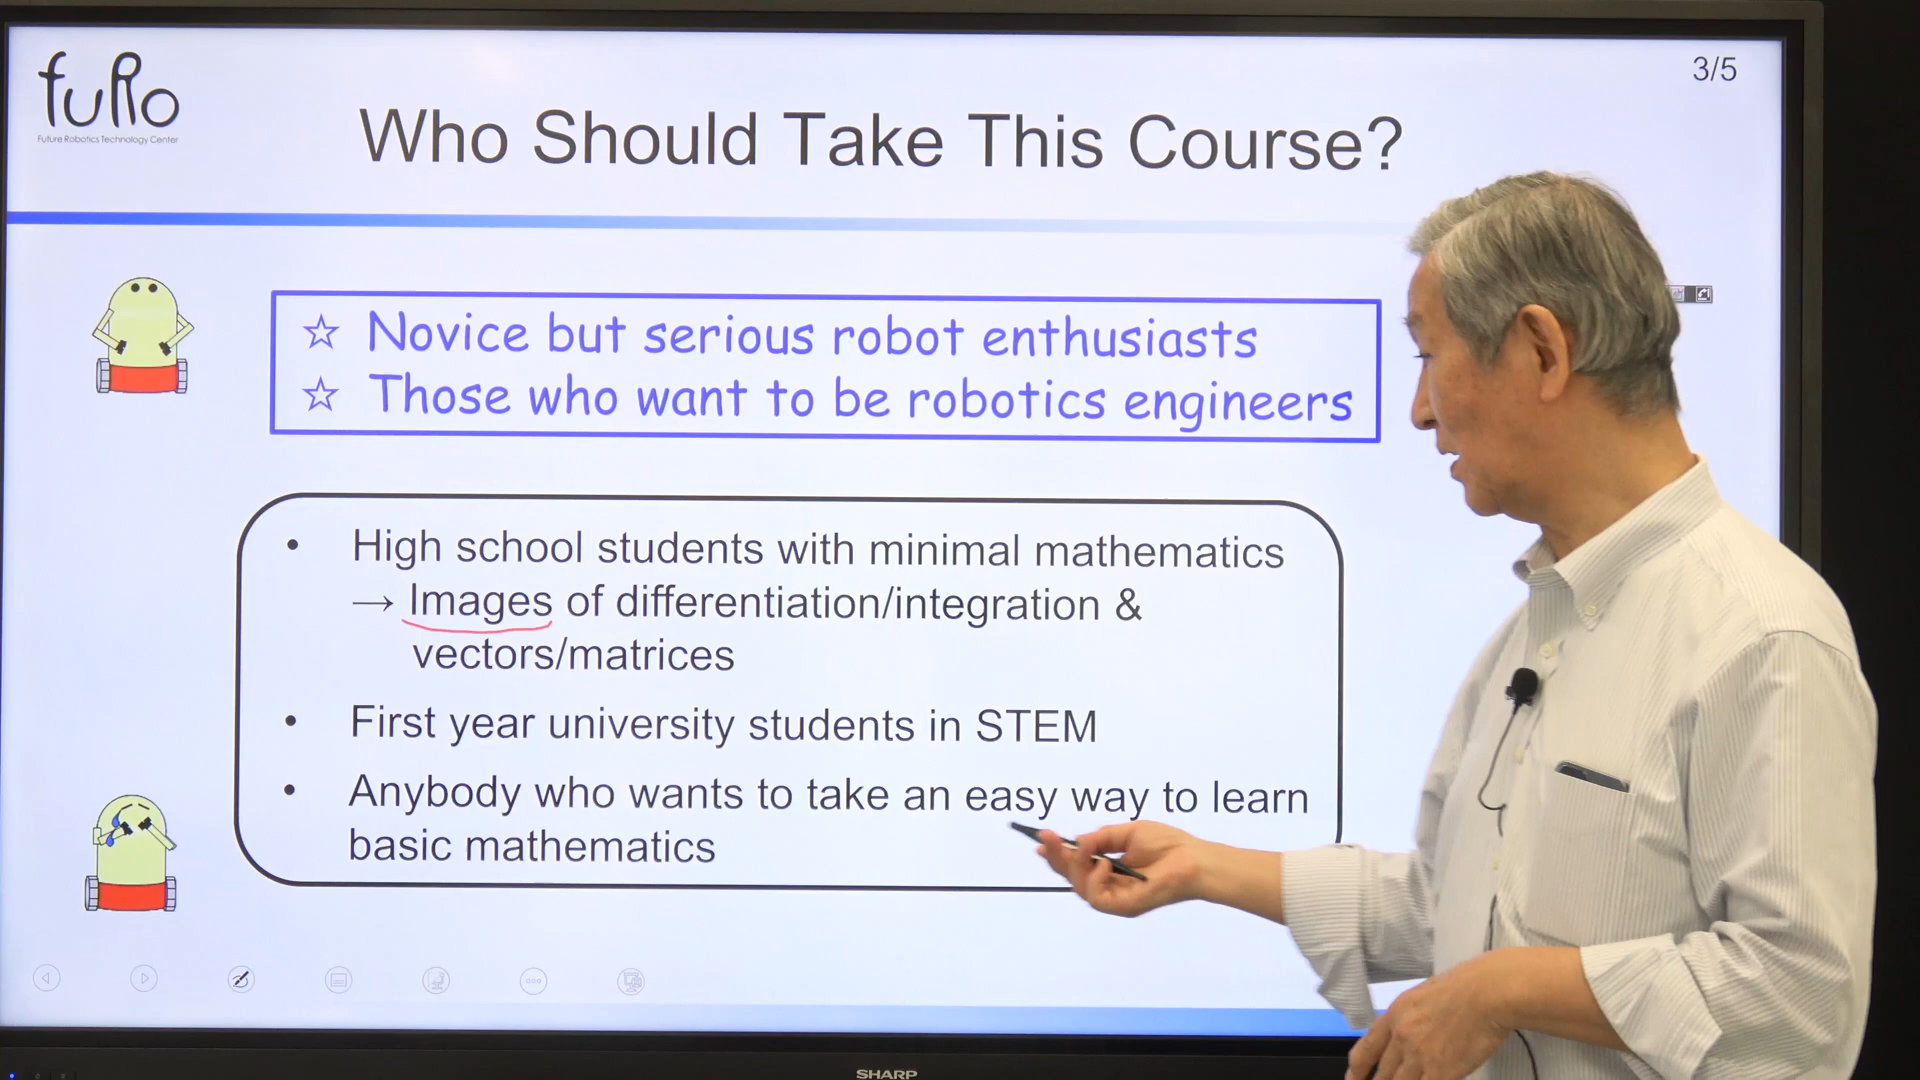 fuRo
Future Robotics Technology Center
3/5
Who Should Take This Course?
☆ Novice but serious robot enthusiasts
☆ Those who want to be robotics engineers
• High school students with minimal mathematics
→ Images of differentiation/integration &
vectors/matrices
• First year university students in STEM
• Anybody who wants to take an easy way to learn
basic mathematics
SHARP